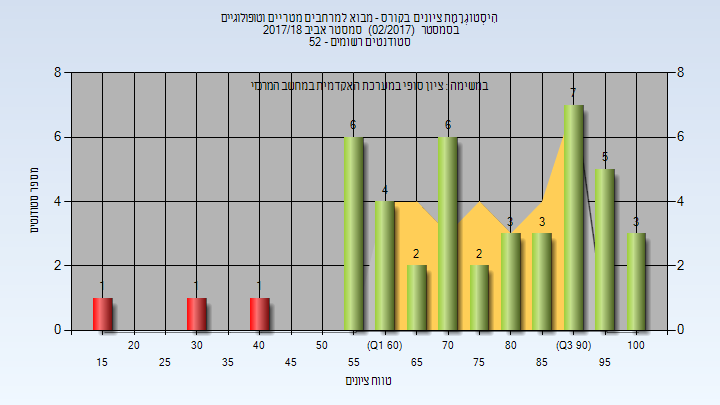 הִיסְטוֹגְרַמַּת ציונים בקורס - מבוא למרחבים מטריים וטופולוגיים
בסמסטר (02/2017) סמסטר אביב 2017/18
סטודנטים רשומים - 52
במשימה : ציון סופי במערכת האקדמית במחשב המרכזי
8 8
6 6
4 4
2 2
0 0
מספר סטודנטים
1 1 1 6 4 2 6 2 3 3 7 5 3
20 30 40 50 (Q1 60) 70 80 (Q3 90) 100
15 25 35 45 55 65 75 85 95
טווח ציונים